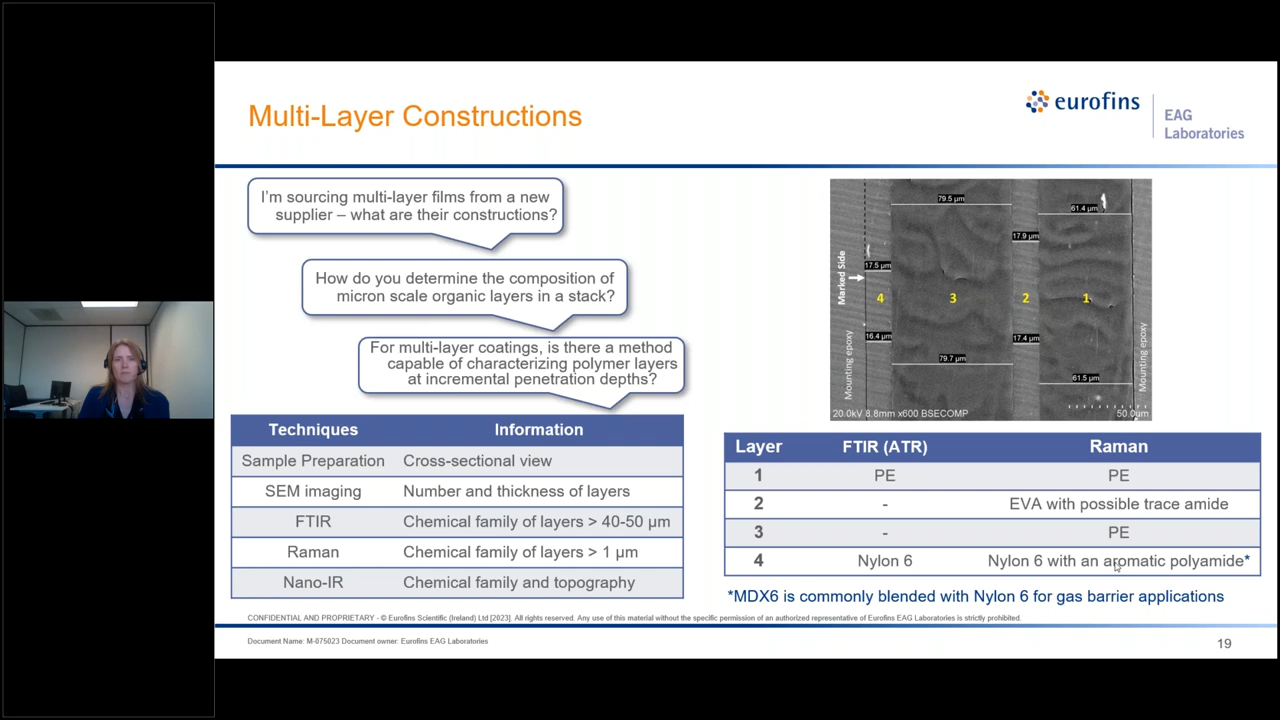 Multi-Layer Constructions
eurofins
EAG
Laboratories
I'm sourcing multi-layer films from a new
supplier – what are their constructions?
How do you determine the composition of
micron scale organic layers in a stack?
For multi-layer coatings, is there a method
capable of characterizing polymer layers
at incremental penetration depths?
Techniques Information
Sample Preparation Cross-sectional view
SEM imaging Number and thickness of layers
FTIR Chemical family of layers > 40-50 µm
Raman Chemical family of layers > 1 µm
Nano-IR Chemical family and topography
79.5 µm
61.4 µm
17.9 µm
17.5 µm
Marked Side
4 3 2 1
16.4 µm
17.4 µm
79.7 µm
61.5 µm
Mounting epoxy
Mounting epoxy
20.0kV 8.8mm x600 BSECOMP
50.0µm
Layer FTIR (ATR) Raman
1 PE PE
2 - EVA with possible trace amide
3 - PE
4 Nylon 6 Nylon 6 with an aromatic polyamide*
*MDX6 is commonly blended with Nylon 6 for gas barrier applications
CONFIDENTIAL AND PROPRIETARY - © Eurofins Scientific (Ireland) Ltd [2023]. All rights reserved. Any use of this material without the specific permission of an authorized representative of Eurofins EAG Laboratories is strictly prohibited.
Document Name: M-075023 Document owner: Eurofins EAG Laboratories
19